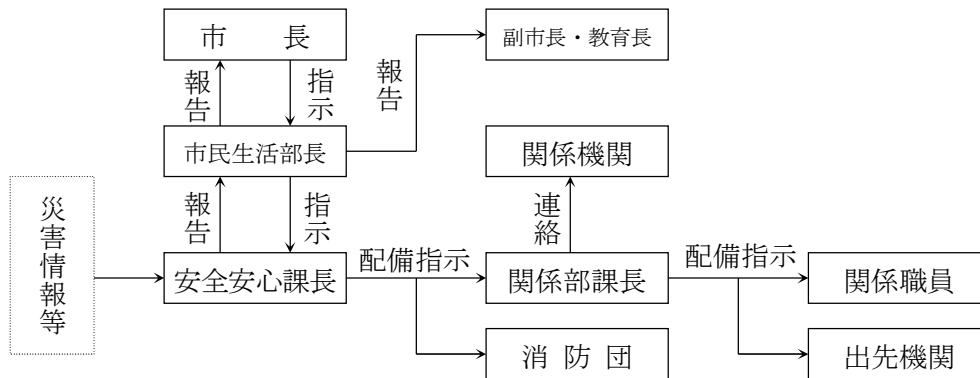 市　　長
副市長・教育長
報告
指示
報告
市民生活部長
関係機関
災害情報等
報告
指示
連絡
安全安心課長
配備指示
関係部課長
配備指示
関係職員
消 防 団
出先機関